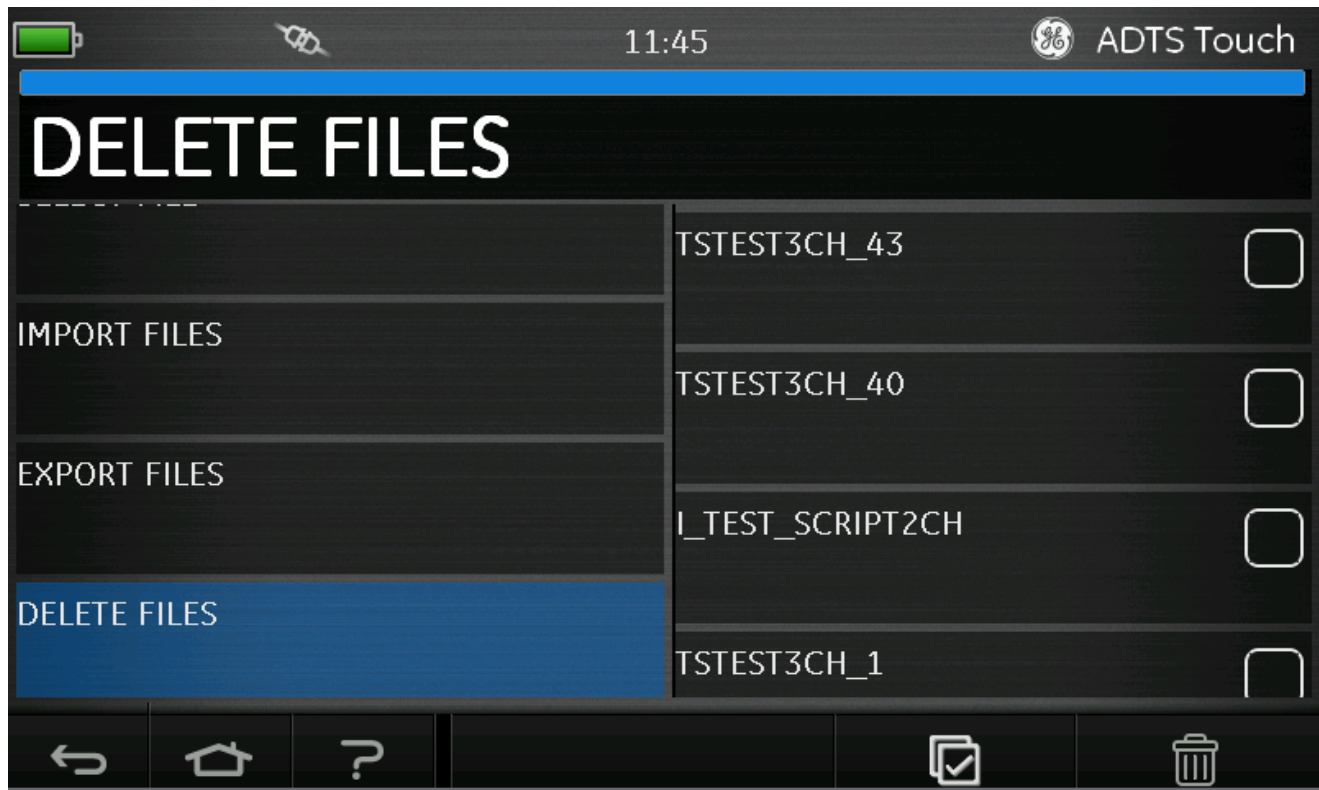 11:45
ADTS Touch
DELETE FILES
IMPORT FILES
EXPORT FILES
DELETE FILES
TSTEST3CH_43
TSTEST3CH_40
I_TEST_SCRIPT2CH
TSTEST3CH_1
?